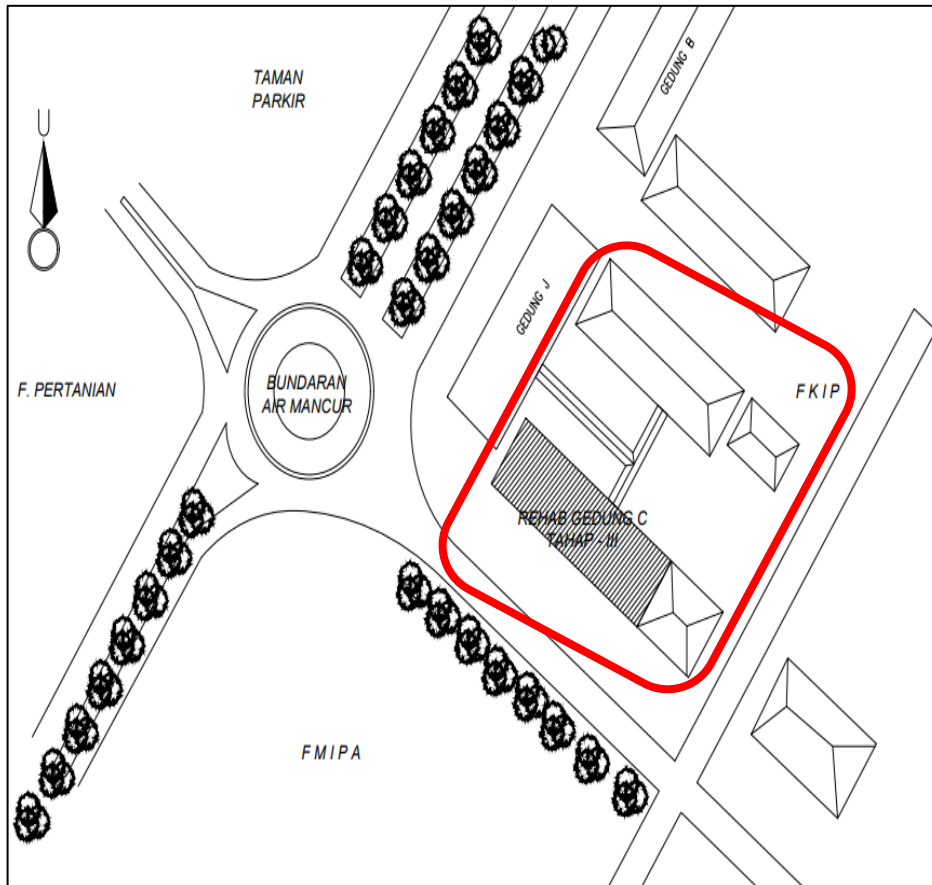 TAMAN
PARKIR
GEDUNG B
U
GEDUNG J
F. PERTANIAN
BUNDARAN
AIR MANCUR
F K I P
REHAB GEDUNG C
TAHAP - III
F M I P A